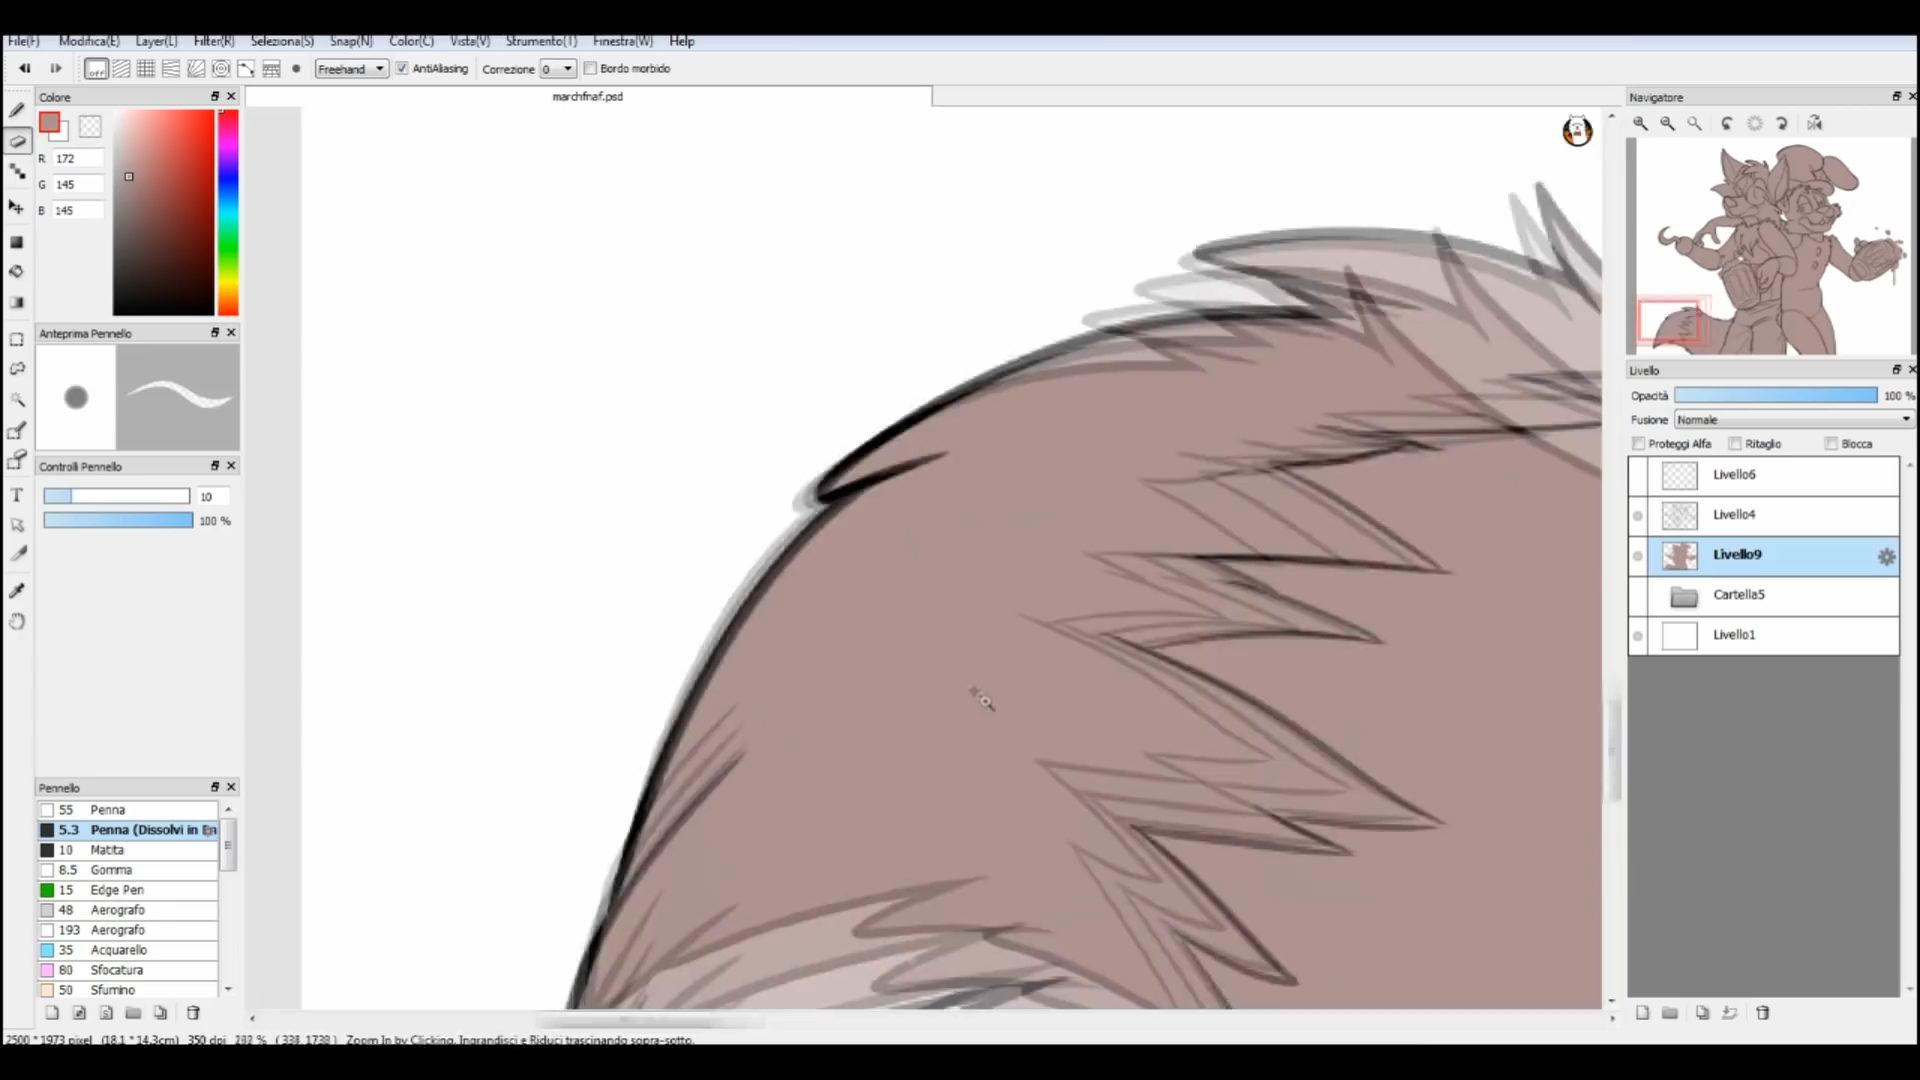 File(F) Modifica(E) Layer(L) Filter(R) Seleziona(S) Snap(N) Color(C) Vista(V) Strumento(T) Finestra(W) Help
off Freehand AntiAliasing Correzione 0 Bordo morbido
Colore
marchfnaf.psd
Navigatore
R 172
G 145
B 145
Anteprima Pennello
Livello
Opacità 100 %
Fusione Normale
Proteggi Alfa Ritaglio Blocca
Controli Pennello
10
100 %
Livello6
Livello4
Livello9
Cartella5
Livello1
Pennello
55 Penna
5.3 Penna (Dissolvi in En
10 Matita
8.5 Gomma
15 Edge Pen
48 Aerografo
193 Aerografo
35 Acquarello
80 Sfocatura
50 Sfumino
2500 * 1973 pixel (18.1 * 14.3cm) 350 dpi ( 338, 1738 ) Zoom In by Clicking, Ingrandisci e Riduci trascinando sopra-sotto.